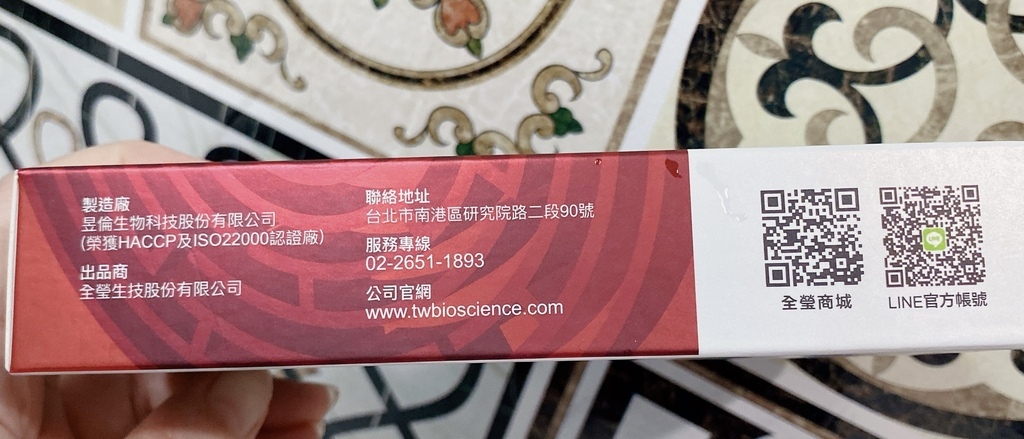 製造廠
昱倫生物科技股份有限公司
(榮獲HACCP及ISO22000認證廠)
出品商
全瑩生技股份有限公司
聯絡地址
台北市南港區研究院路二段90號
服務專線
02-2651-1893
公司官網
www.twbioscience.com
全瑩商城
LINE官方帳號